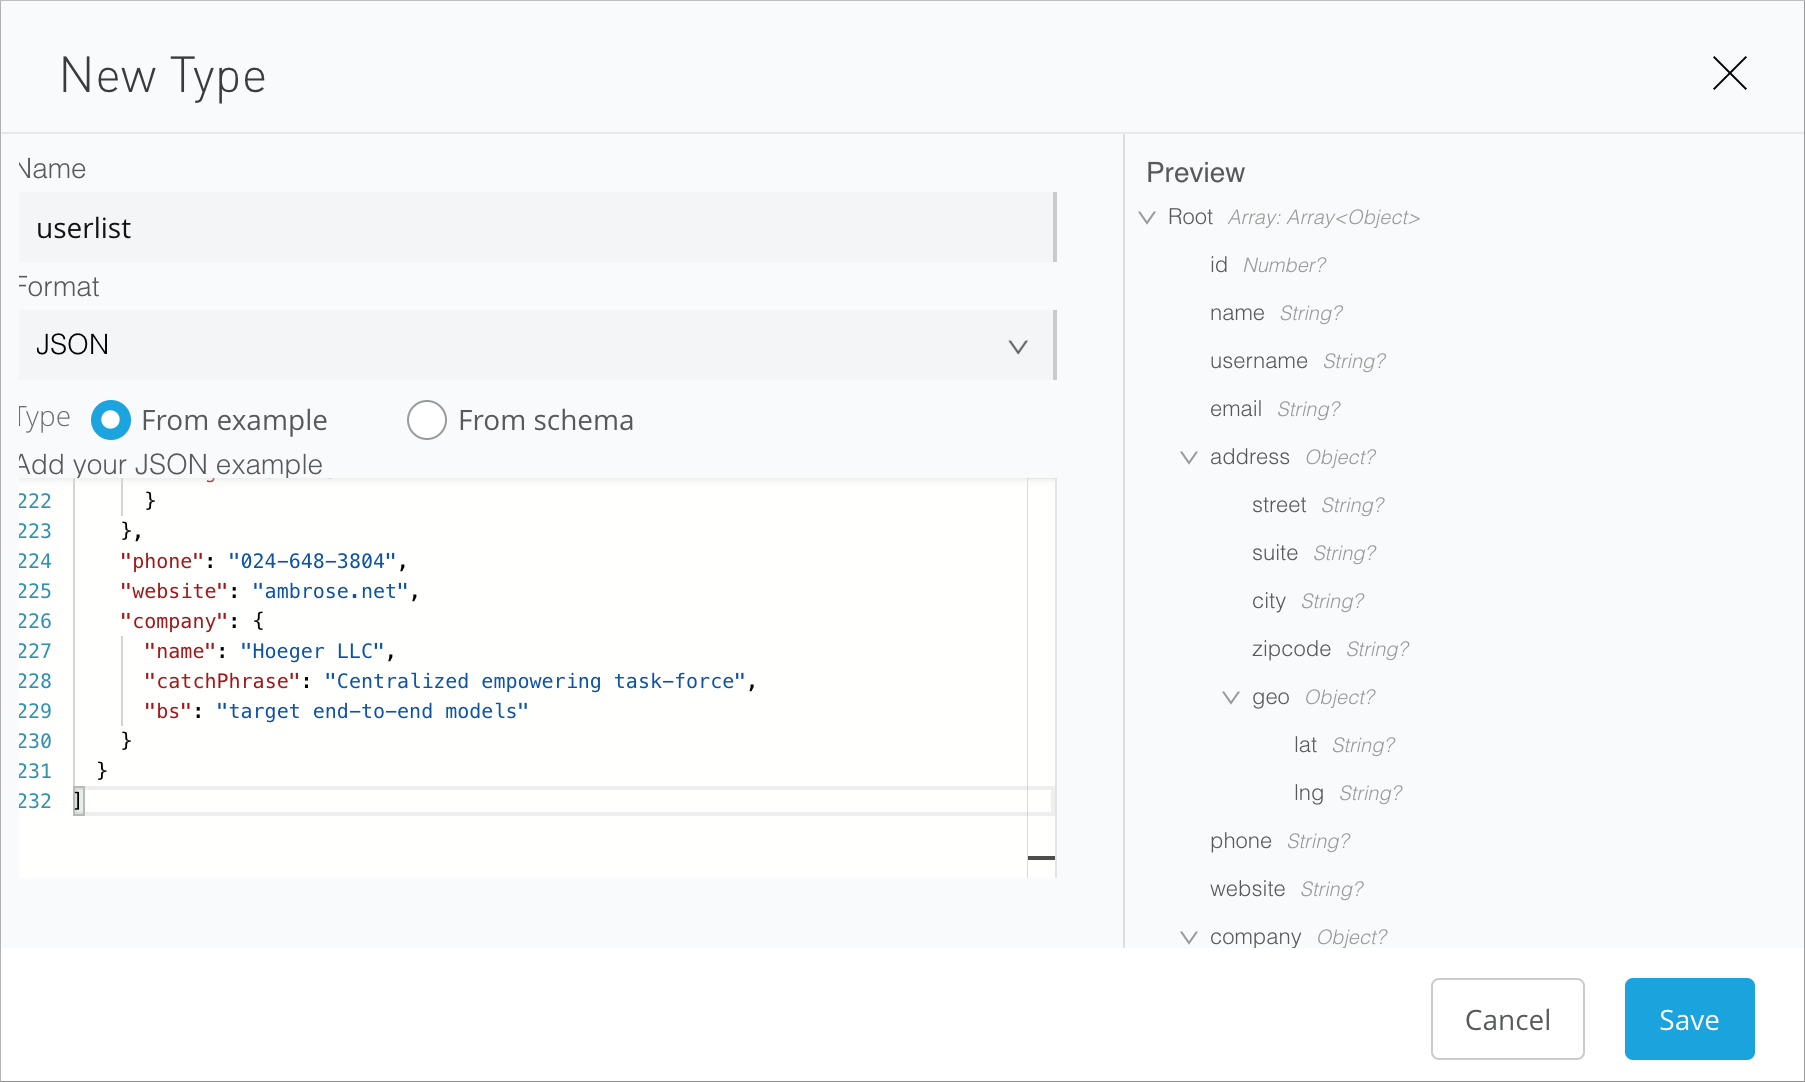 New Type
Name
userlist
Format
JSON
Type From example From schema
Add your JSON example
222 }
223 },
224 "phone": "024-648-3804",
225 "website": "ambrose.net",
226 "company": {
227 "name": "Hoeger LLC",
228 "catchPhrase": "Centralized empowering task-force",
229 "bs": "target end-to-end models"
230 }
231 }
232 ]
Preview
Root Array: Array<Object>
id Number?
name String?
username String?
email String?
address Object?
street String?
suite String?
city String?
zipcode String?
geo Object?
lat String?
lng String?
phone String?
website String?
company Object?
Cancel Save